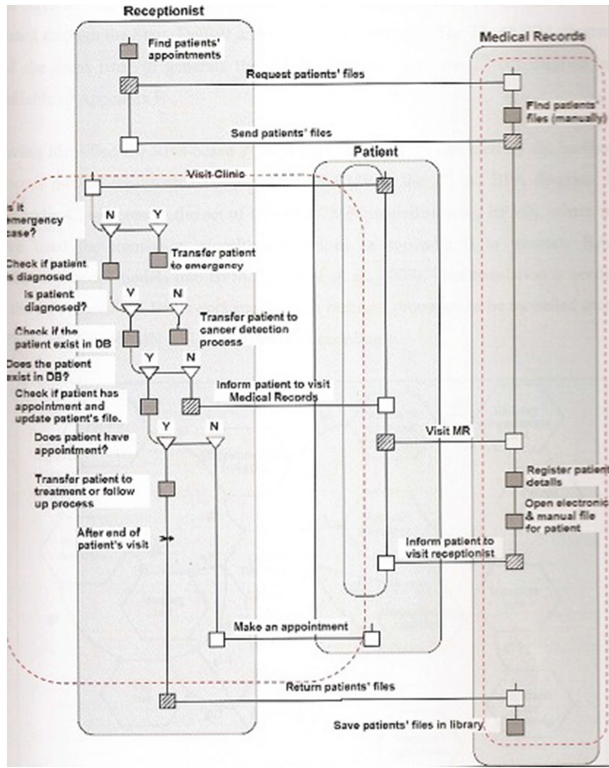 Receptionist
Medical Records
Find patients'
appointments
Request patients' files
Find patients'
files (manually)
Send patients' files
Patient
Visit Clinic
s it
emergency
case?
N
Y
Transfer patient
to emergency
Check if patient
is diagnosed
Is patient
diagnosed?
Y
N
Transfer patient to
cancer detection
process
Check if the
patient exist in DB
Does the patient
exist in DB?
Y
N
Inform patient to visit
Medical Records
Check if patient has
appointment and
update patient's file.
Y
N
Does patient have
appointment?
Visit MR
Register patient
details
Transfer patient to
treatment or follow
up process
Open electronic
& manual file
for patient
After end of
patient's visit
Inform patient to
visit receptionist
Make an appointment
Return patients' files
Save patients' files in library